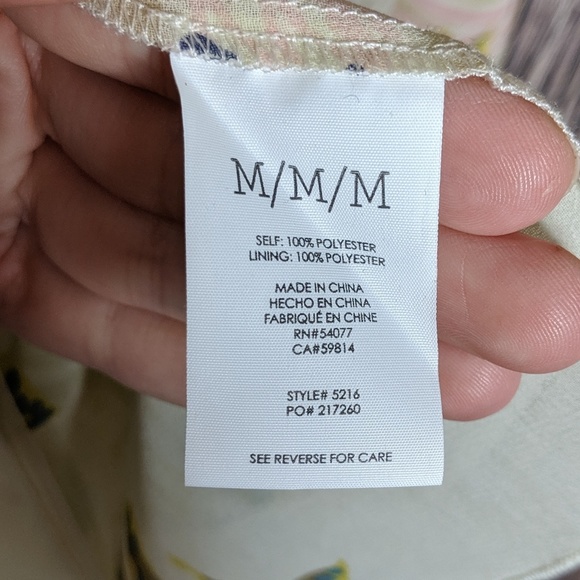 M/M/M
SELF: 100% POLYESTER
LINING: 100% POLYESTER
MADE IN CHINA
HECHO EN CHINA
FABRIQUÉ EN CHINE
RN#54077
CA#59814
STYLE# 5216
PO# 217260
SEE REVERSE FOR CARE